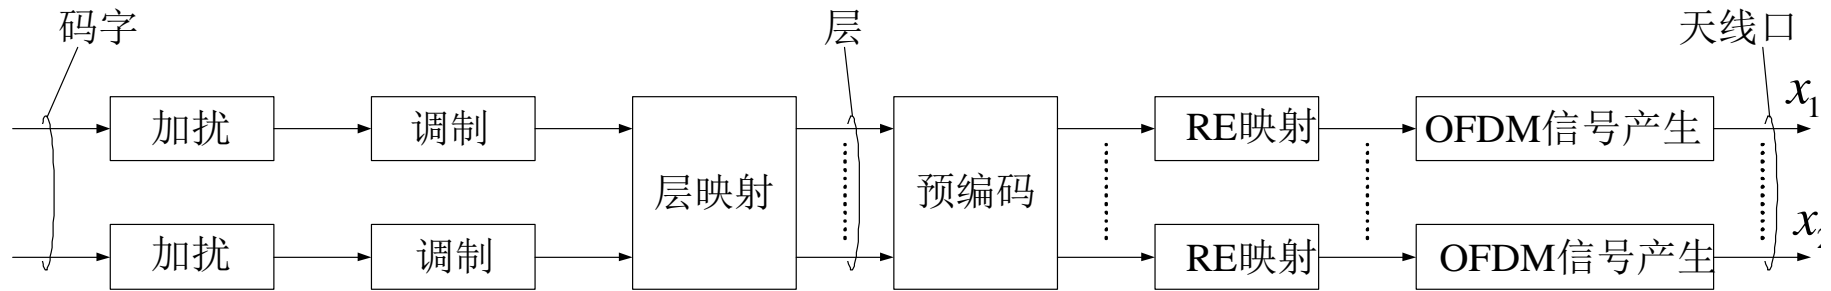 码字
层
天线口
加扰
调制
RE映射
OFDM信号产生
x1
层映射
预编码
加扰
调制
RE映射
OFDM信号产生